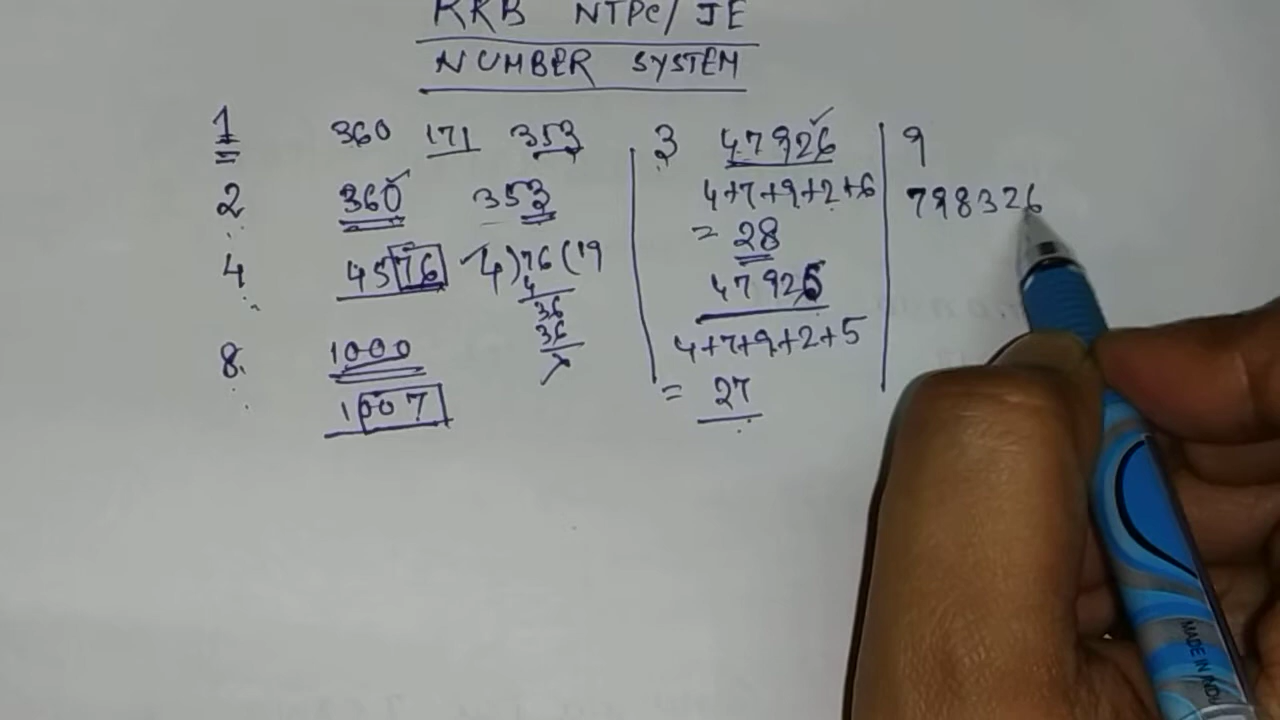 RRB NTPC/JE
NUMBER SYSTEM
1 360 171 353
2 360 353
4 4576 4)76(19
4
36
36
×
8. 1000
1007
3 47926
4+7+9+2+6
= 28
47925
4+7+9+2+5
= 27
9
798326
MADE IN